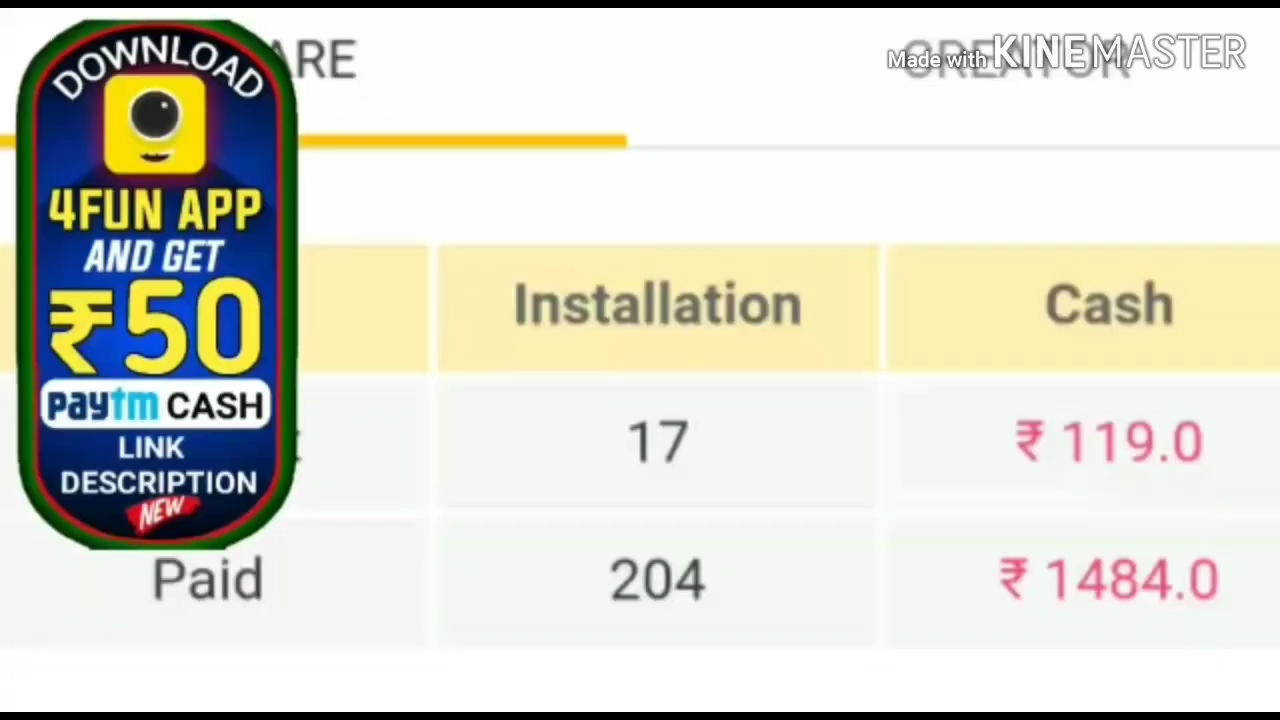 DOWNLOAD
4FUN APP
AND GET
₹50
paytm CASH
LINK
DESCRIPTION
NEW
ARE
CREATOR
Made with KINEMASTER
Installation
Cash
17
₹ 119.0
Paid
204
₹ 1484.0